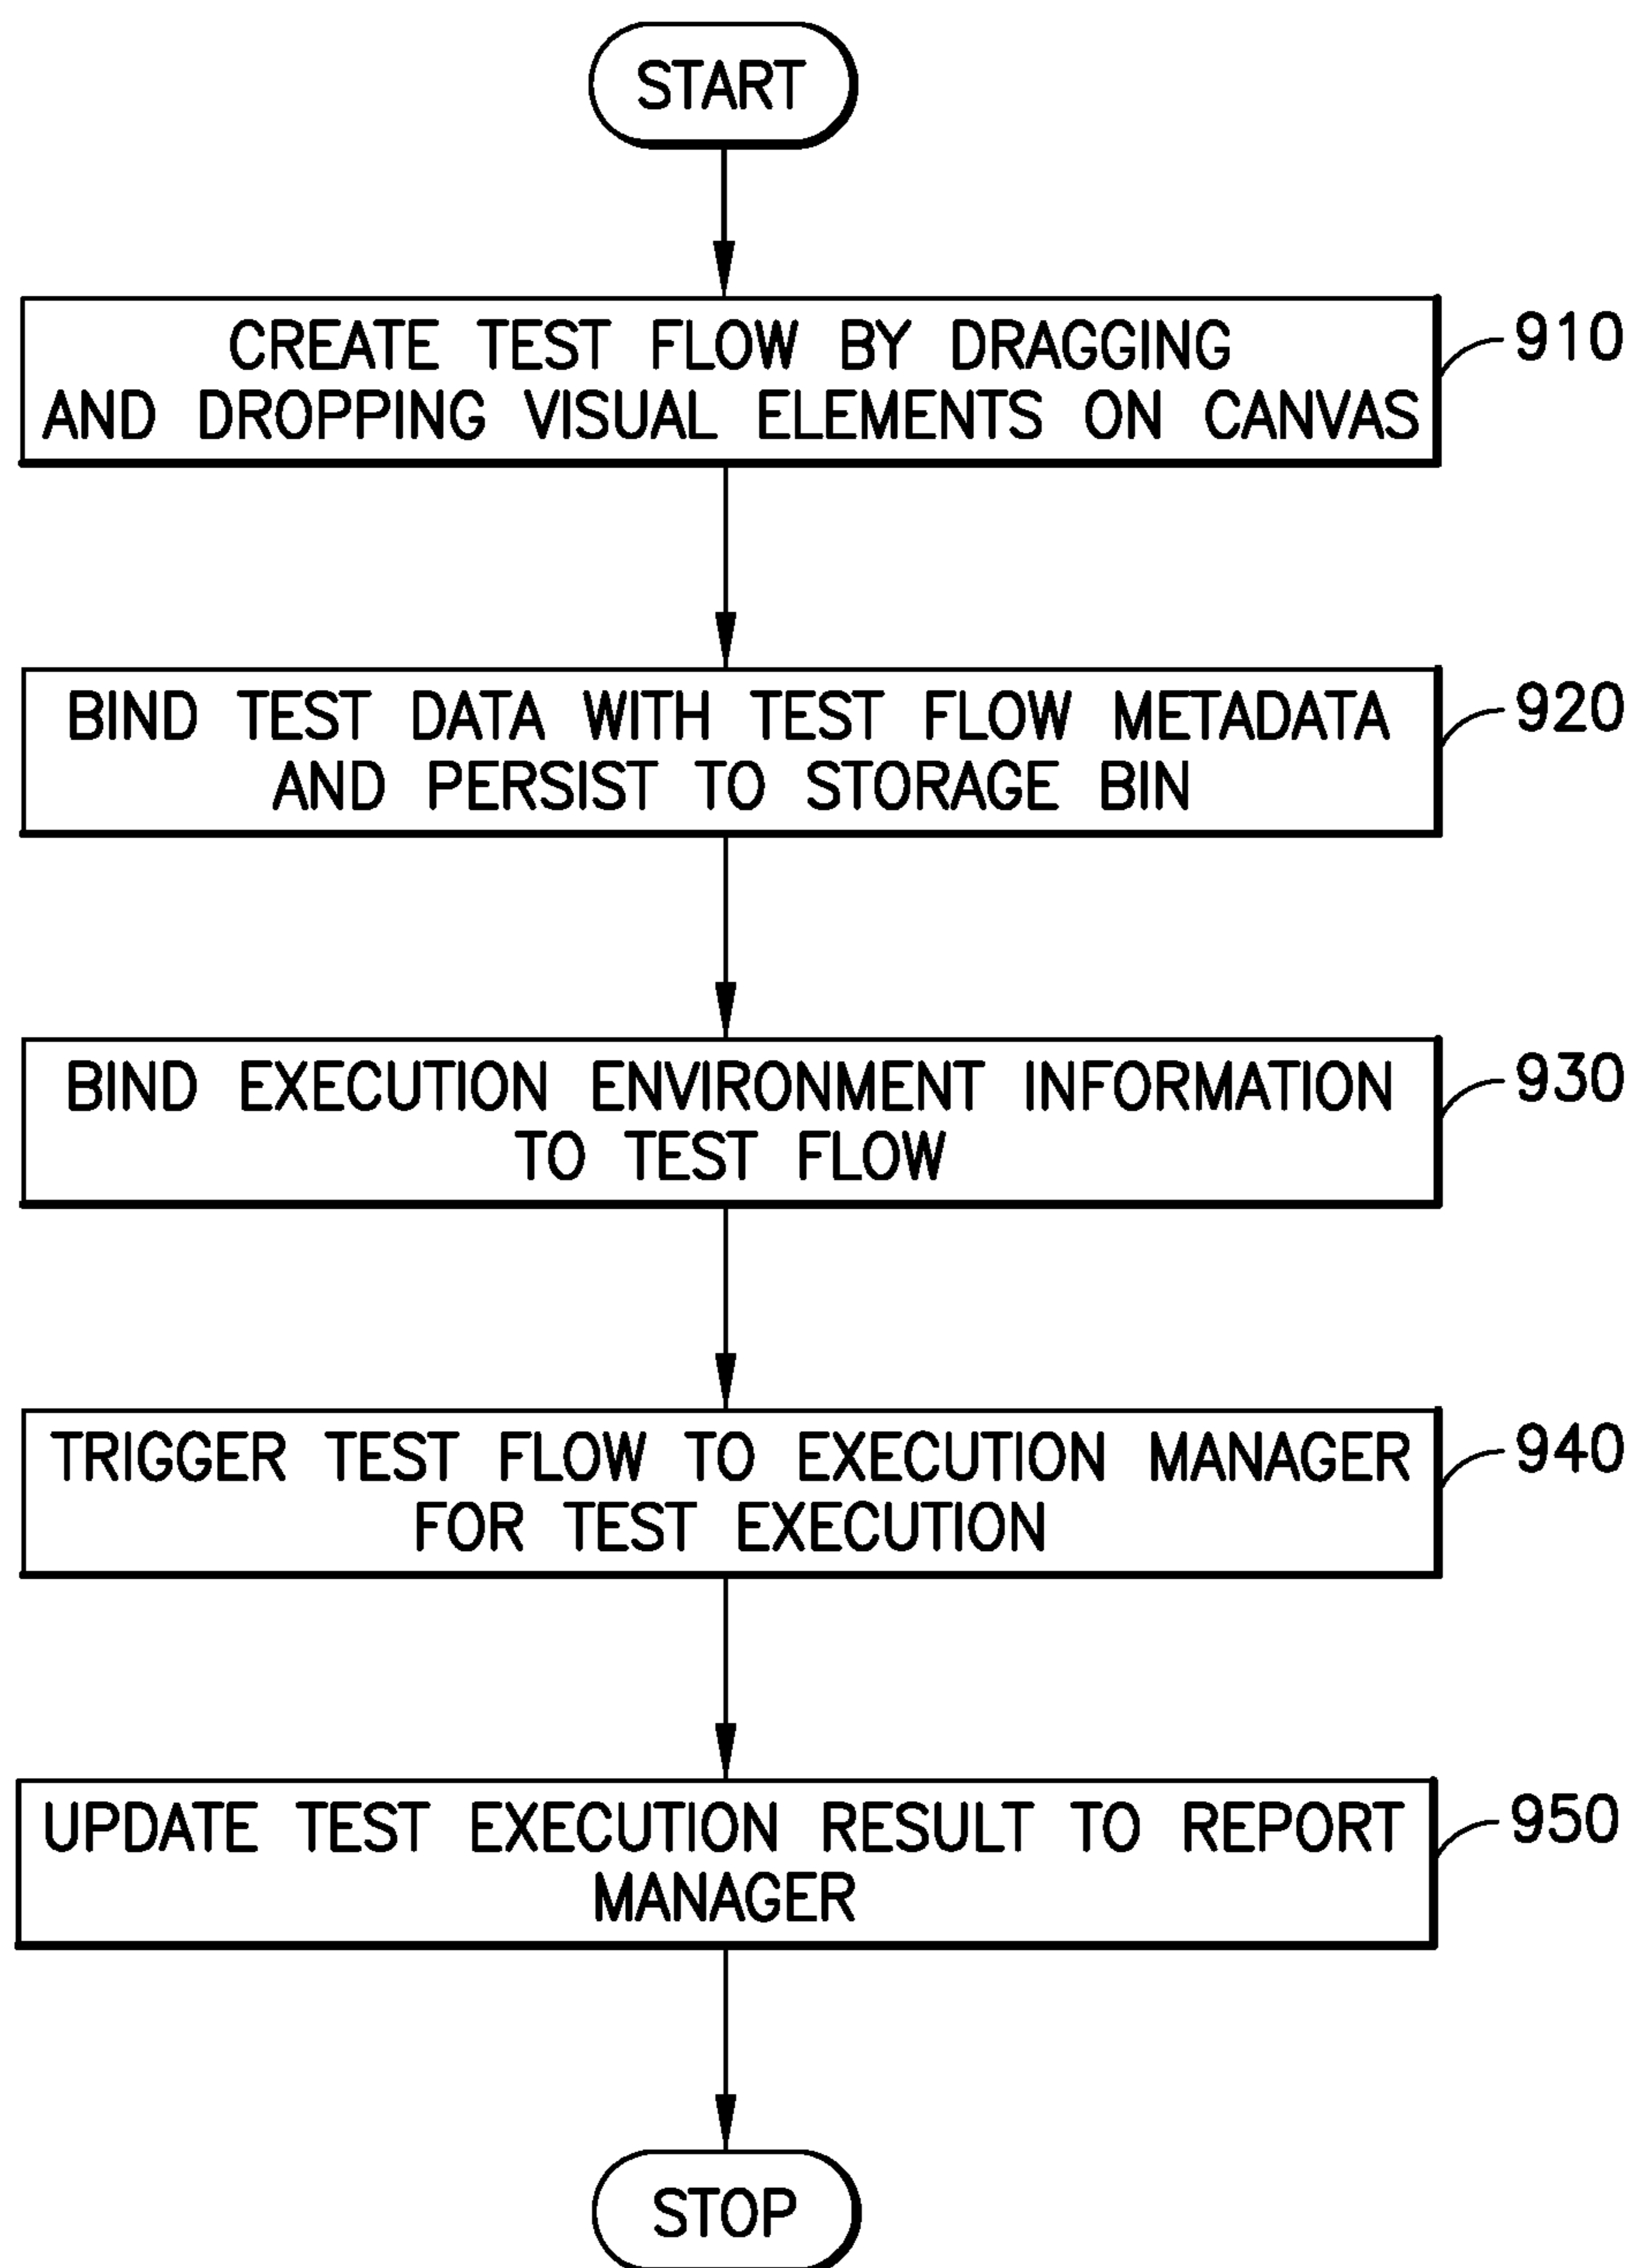 START
CREATE TEST FLOW BY DRAGGING
AND DROPPING VISUAL ELEMENTS ON CANVAS
910
BIND TEST DATA WITH TEST FLOW METADATA
AND PERSIST TO STORAGE BIN
920
BIND EXECUTION ENVIRONMENT INFORMATION
TO TEST FLOW
930
TRIGGER TEST FLOW TO EXECUTION MANAGER
FOR TEST EXECUTION
940
UPDATE TEST EXECUTION RESULT TO REPORT
MANAGER
950
STOP